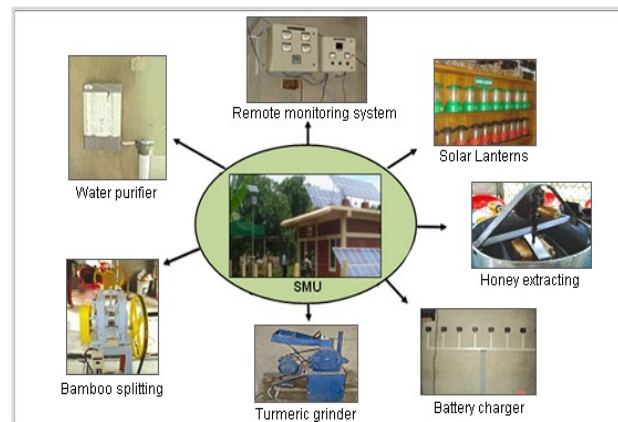 Remote monitoring system
Solar Lanterns
Water purifier
SMU
Honey extracting
Bamboo splitting
Turmeric grinder
Battery charger